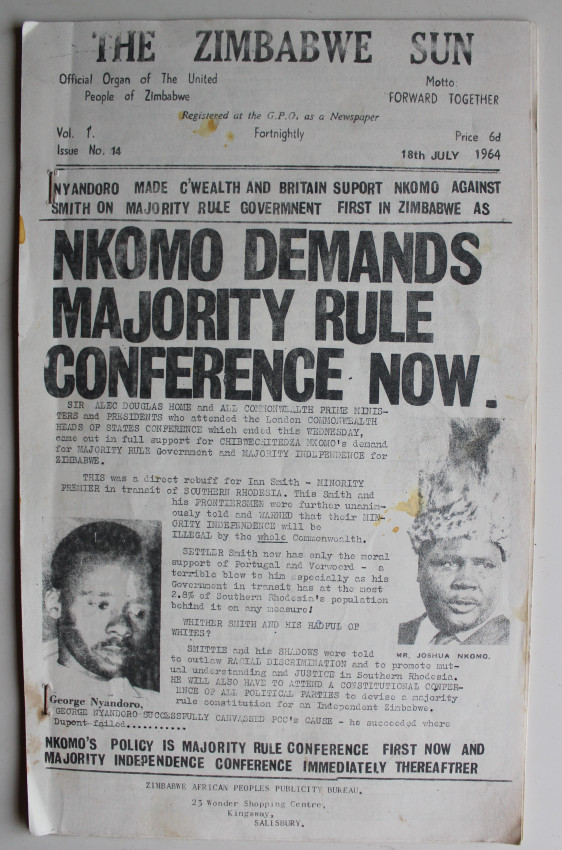 THE ZIMBABWE SUN
Official Organ of The United
People of Zimbabwe
Motto:
FORWARD TOGETHER
Registered at the G.P.O. as a Newspaper
Vol. 1.
Issue No. 14
Fortnightly
Price 6d
18th JULY 1964
NYANDORO MADE C'WEALTH AND BRITAIN SUPORT NKOMO AGAINST
SMITH ON MAJORITY RULE GOVERMNENT FIRST IN ZIMBABWE AS
NKOMO DEMANDS
MAJORITY RULE
CONFERENCE NOW.
SIR ALEC DOUGLAS HOME and ALL COMMONWEALTH PRIME MINIS-
TERS and PRESIDENTS who attended the London COMMONWEALTH
HEADS OF STATES CONFERENCE which ended this WEDNESDAY,
came out in full support for CHIBWECHITEDZA NKOMO's demand
for MAJORITY RULE Government and MAJORITY INDEPENDENCE for
ZIMBABWE.
THIS was a direct rebuff for Ian Smith - MINORITY
PREMIER in transit of SOUTHERN RHODESIA. This Smith and
his FRONTIERSMEN were further unanim-
ously told and WARNED that their MIN-
ORITY INDEPENDENCE will be
ILLEGAL by the whole Commonwealth.
SETTLER Smith now has only the moral
support of Portugal and Verwoerd - a
terrible blow to him especially as his
Government in transit has at the most
2.8% of Southern Rhodesia's population
behind it on any measure!
WHITHER SMITH AND HIS HADFUL OF
WHITES?
SMITTIE and his SHADOWS were told
to outlaw RACIAL DISCRIMINATION and to promote mut-
ual understanding and JUSTICE in Southern Rhodesia.
HE WILL ALSO HAVE TO ATTEND A CONSTITUTIONAL CONFER-
ENCE OF ALL POLITICAL PARTIES to devise a majority
rule constitution for an Independent Zimbabwe.
MR. JOSHUA NKOMO.
George Nyandoro,
GEORGE NYANDORO SUCCESSFULLY CANVASSED PCC's CAUSE - he succeeded where
Dupont failed...........
NKOMO'S POLICY IS MAJORITY RULE CONFERENCE FIRST NOW AND
MAJORITY INDEPENDENCE CONFERENCE IMMEDIATELY THEREAFTRER
ZIMBABWE AFRICAN PEOPLES PUBLICITY BUREAU.
23 Wonder Shopping Centre,
Kingsway,
SALESBURY.